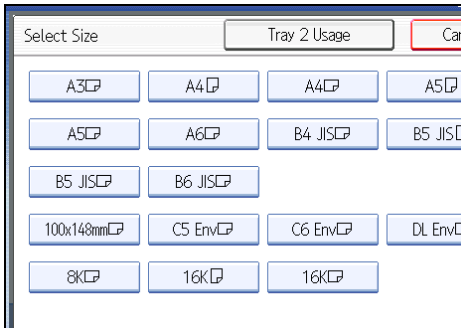 Select Size Tray 2 Usage Car
A3 A4 A4 A5
A5 A6 B4 JIS B5 JIS
B5 JIS B6 JIS
100x148mm C5 Env C6 Env DL Env
8K 16K 16K